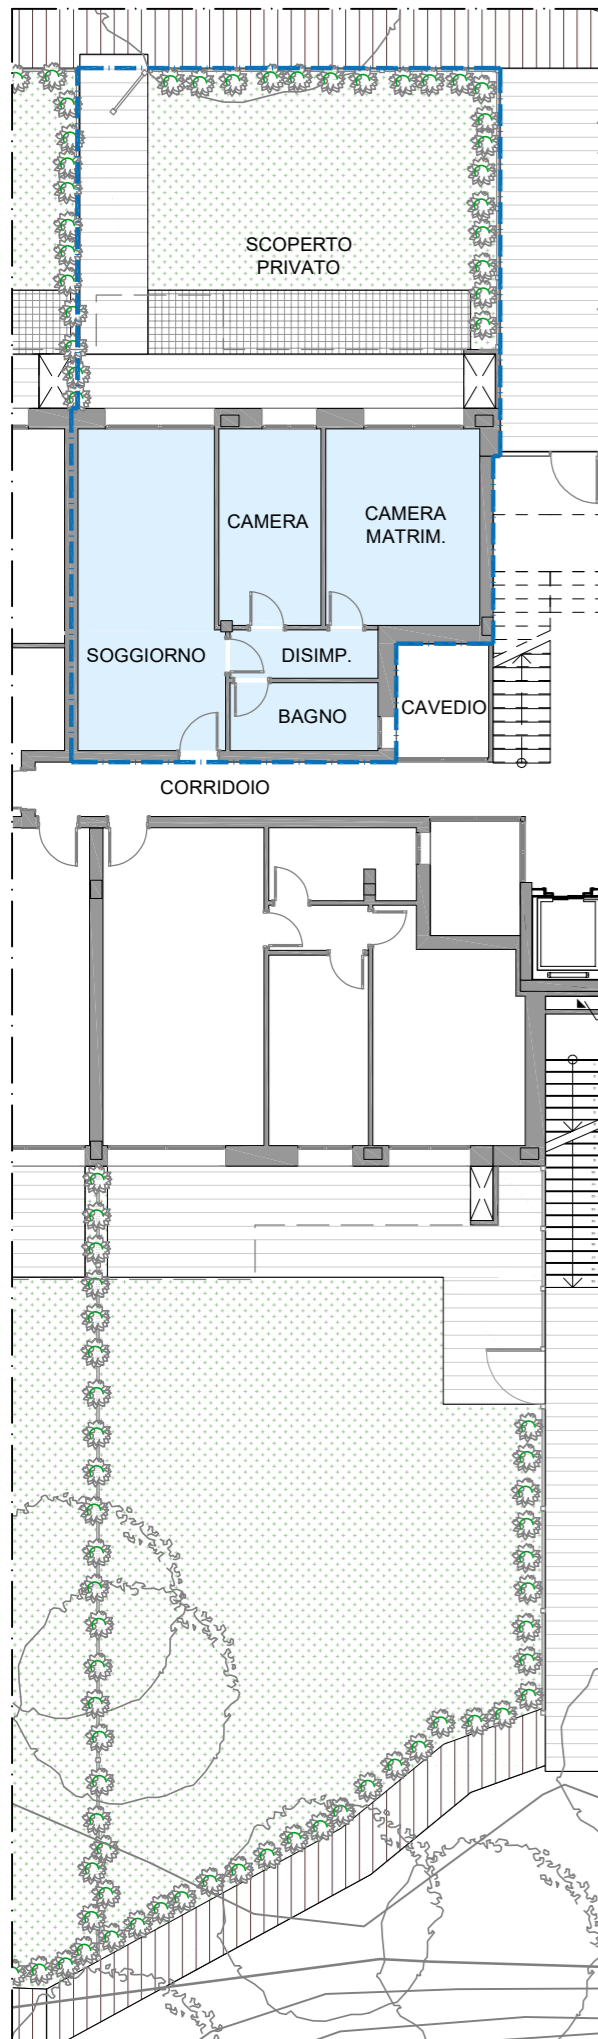 SCOPERTO
PRIVATO
CAMERA
CAMERA
MATRIM.
SOGGIORNO
DISIMP.
BAGNO
CAVEDIO
CORRIDOIO